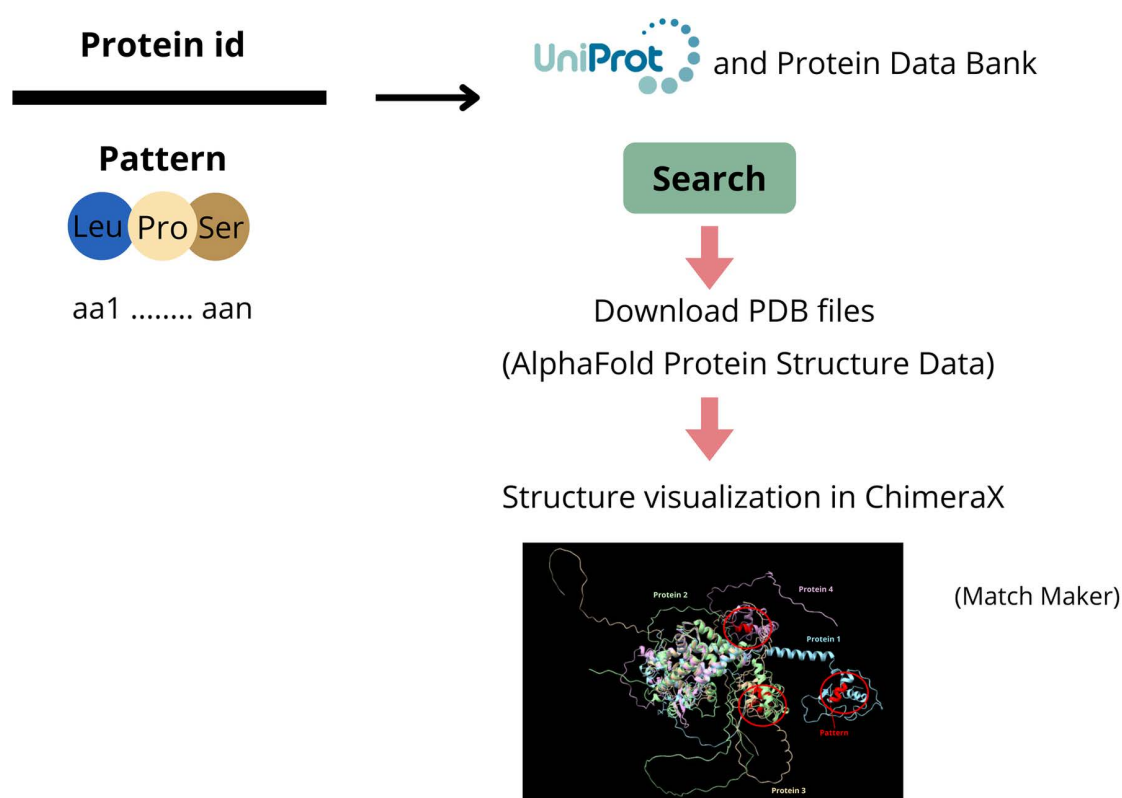 Protein id
UniProt and Protein Data Bank
Pattern
Leu Pro Ser
aa1 ........ aan
Search
Download PDB files
(AlphaFold Protein Structure Data)
Structure visualization in ChimeraX
(Match Maker)
Protein 4
Protein 2
Protein 1
Pattern
Protein 3